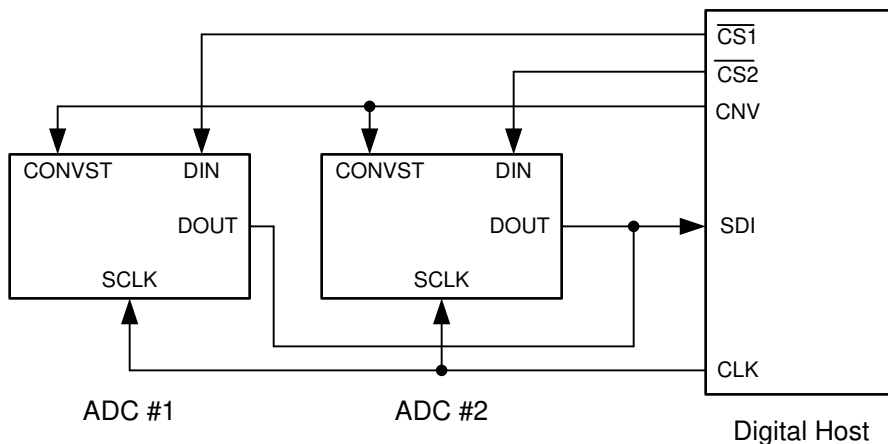 CS1
CS2
CNV
CONVST DIN
CONVST DIN
DOUT
DOUT
SDI
SCLK
SCLK
CLK
ADC #1
ADC #2
Digital Host